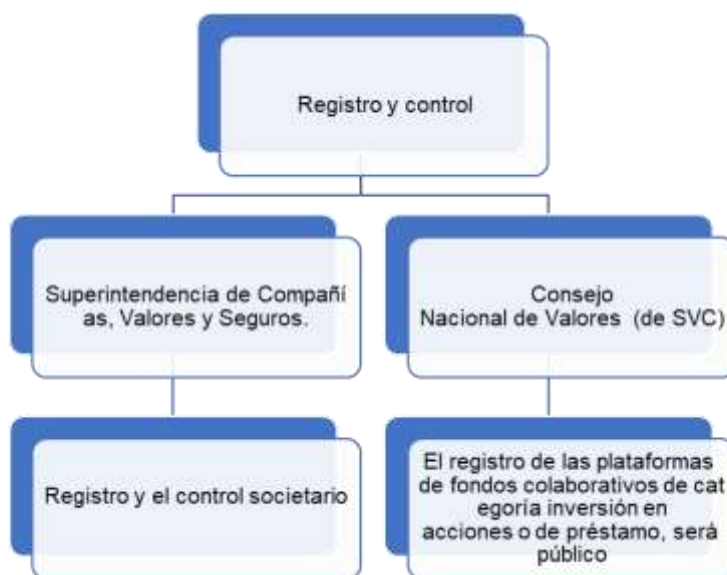 Registro y control
Superintendencia de Compañí
as, Valores y Seguros.
Consejo
Nacional de Valores (de SVC)
Registro y el control societario
El registro de las plataformas
de fondos colaborativos de cat
egoría inversión en
acciones o de préstamo, será
público